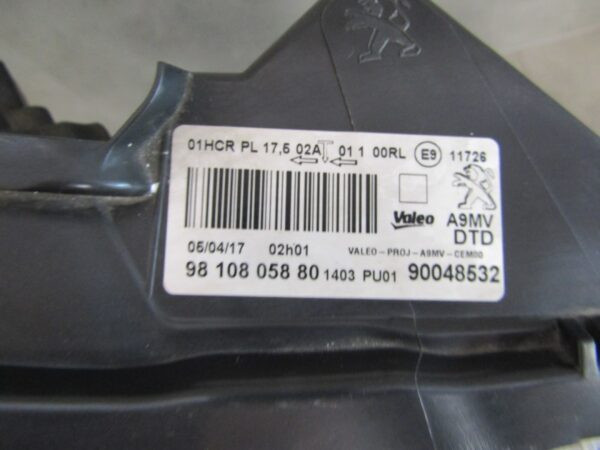 01HCR PL 17,5 02A 01 1 00RL E9 11726
Valeo A9MV
DTD
05/04/17 02h01 VALEO-PROJ-A9MV-CEM00
98 108 058 80 1403 PU01 90048532